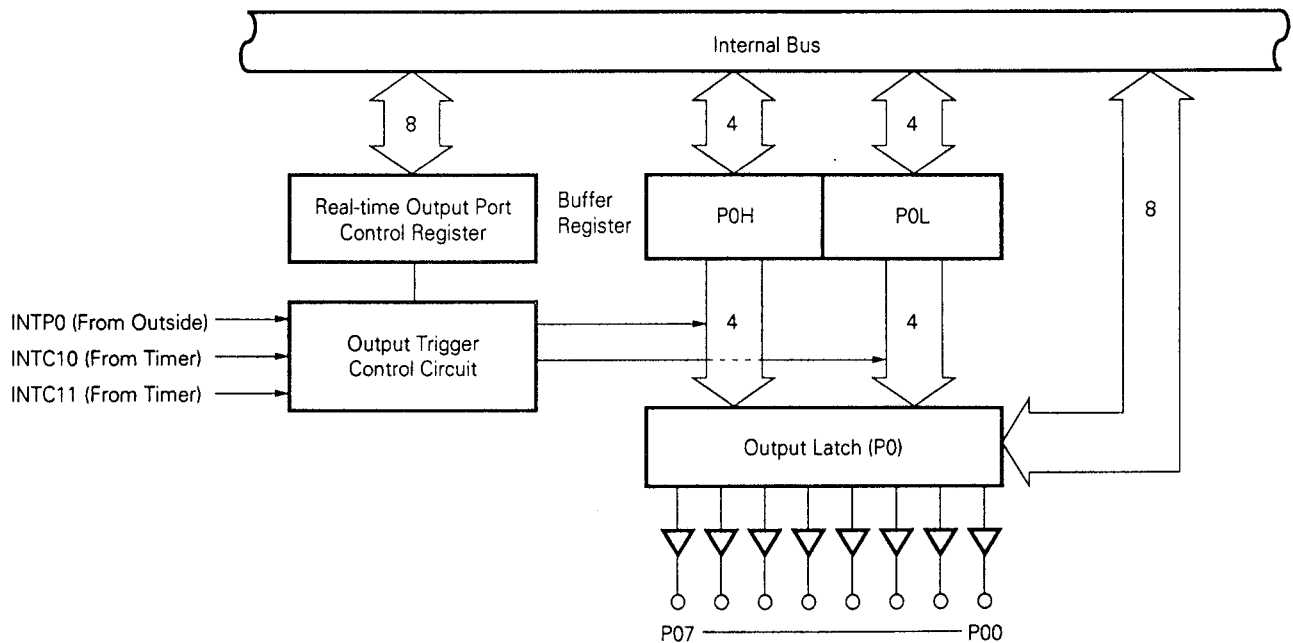 Internal Bus
8
4
4
8
Real-time Output Port
Control Register
Buffer
Register
P0H
P0L
INTP0 (From Outside)
INTC10 (From Timer)
INTC11 (From Timer)
Output Trigger
Control Circuit
4
4
Output Latch (P0)
P07
P00